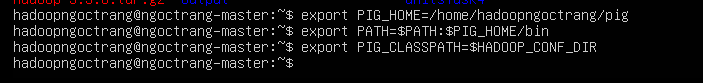 hadoopngoctrang@ngoctrang-master:~$ export PIG_HOME=/home/hadoopngoctrang/pig
hadoopngoctrang@ngoctrang-master:~$ export PATH=$PATH:$PIG_HOME/bin
hadoopngoctrang@ngoctrang-master:~$ export PIG_CLASSPATH=$HADOOP_CONF_DIR
hadoopngoctrang@ngoctrang-master:~$